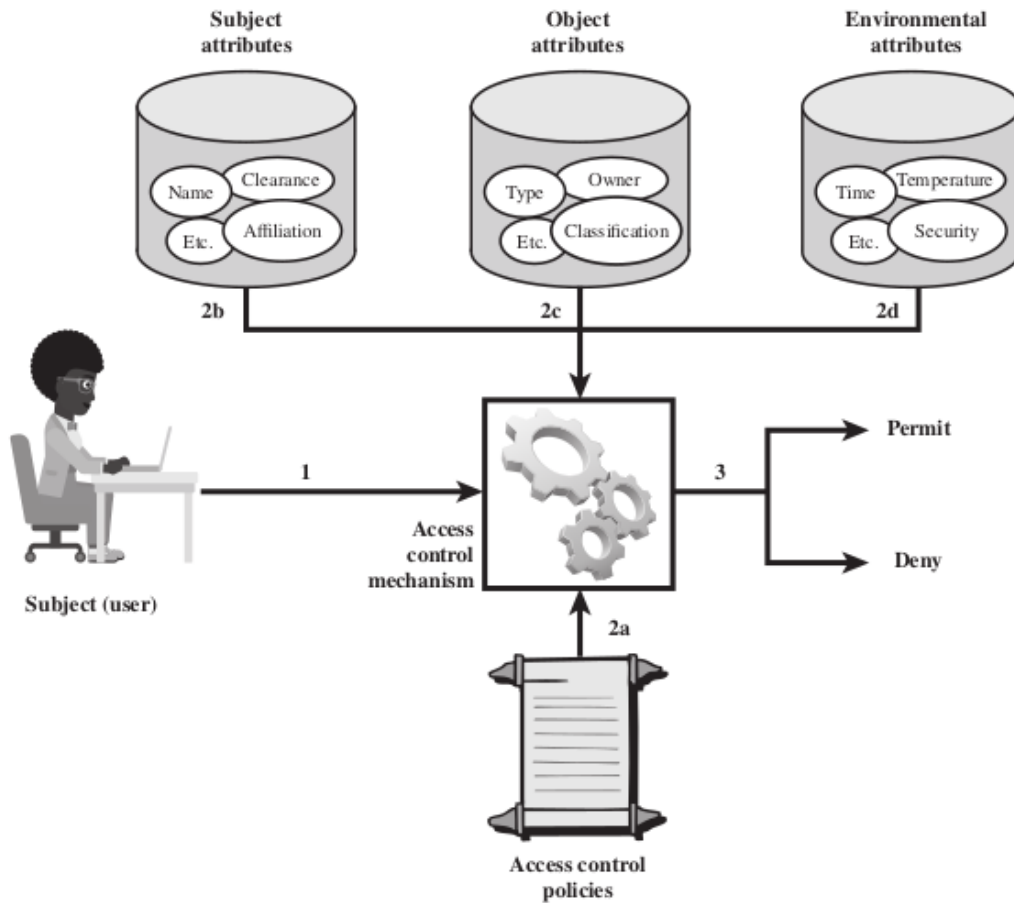 Subject
attributes
Object
attributes
Environmental
attributes
Name
Clearance
Etc.
Affiliation
Type
Owner
Etc.
Classification
Time
Temperature
Etc.
Security
2b
2c
2d
1
Access
control
mechanism
3
Permit
Deny
Subject (user)
2a
Access control
policies